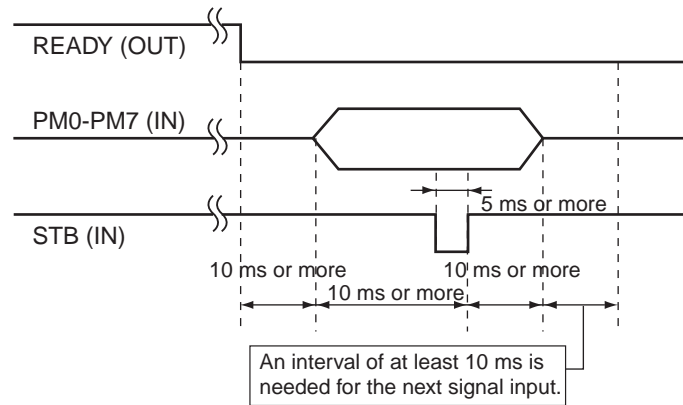 READY (OUT)
PM0-PM7 (IN)
5 ms or more
STB (IN)
10 ms or more
10 ms or more
10 ms or more
An interval of at least 10 ms is
needed for the next signal input.